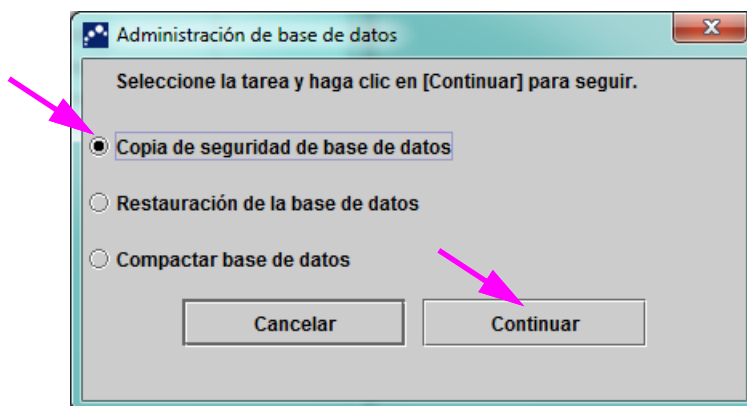 Administración de base de datos
Seleccione la tarea y haga clic en [Continuar] para seguir.
Copia de seguridad de base de datos
Restauración de la base de datos
Compactar base de datos
Cancelar Continuar